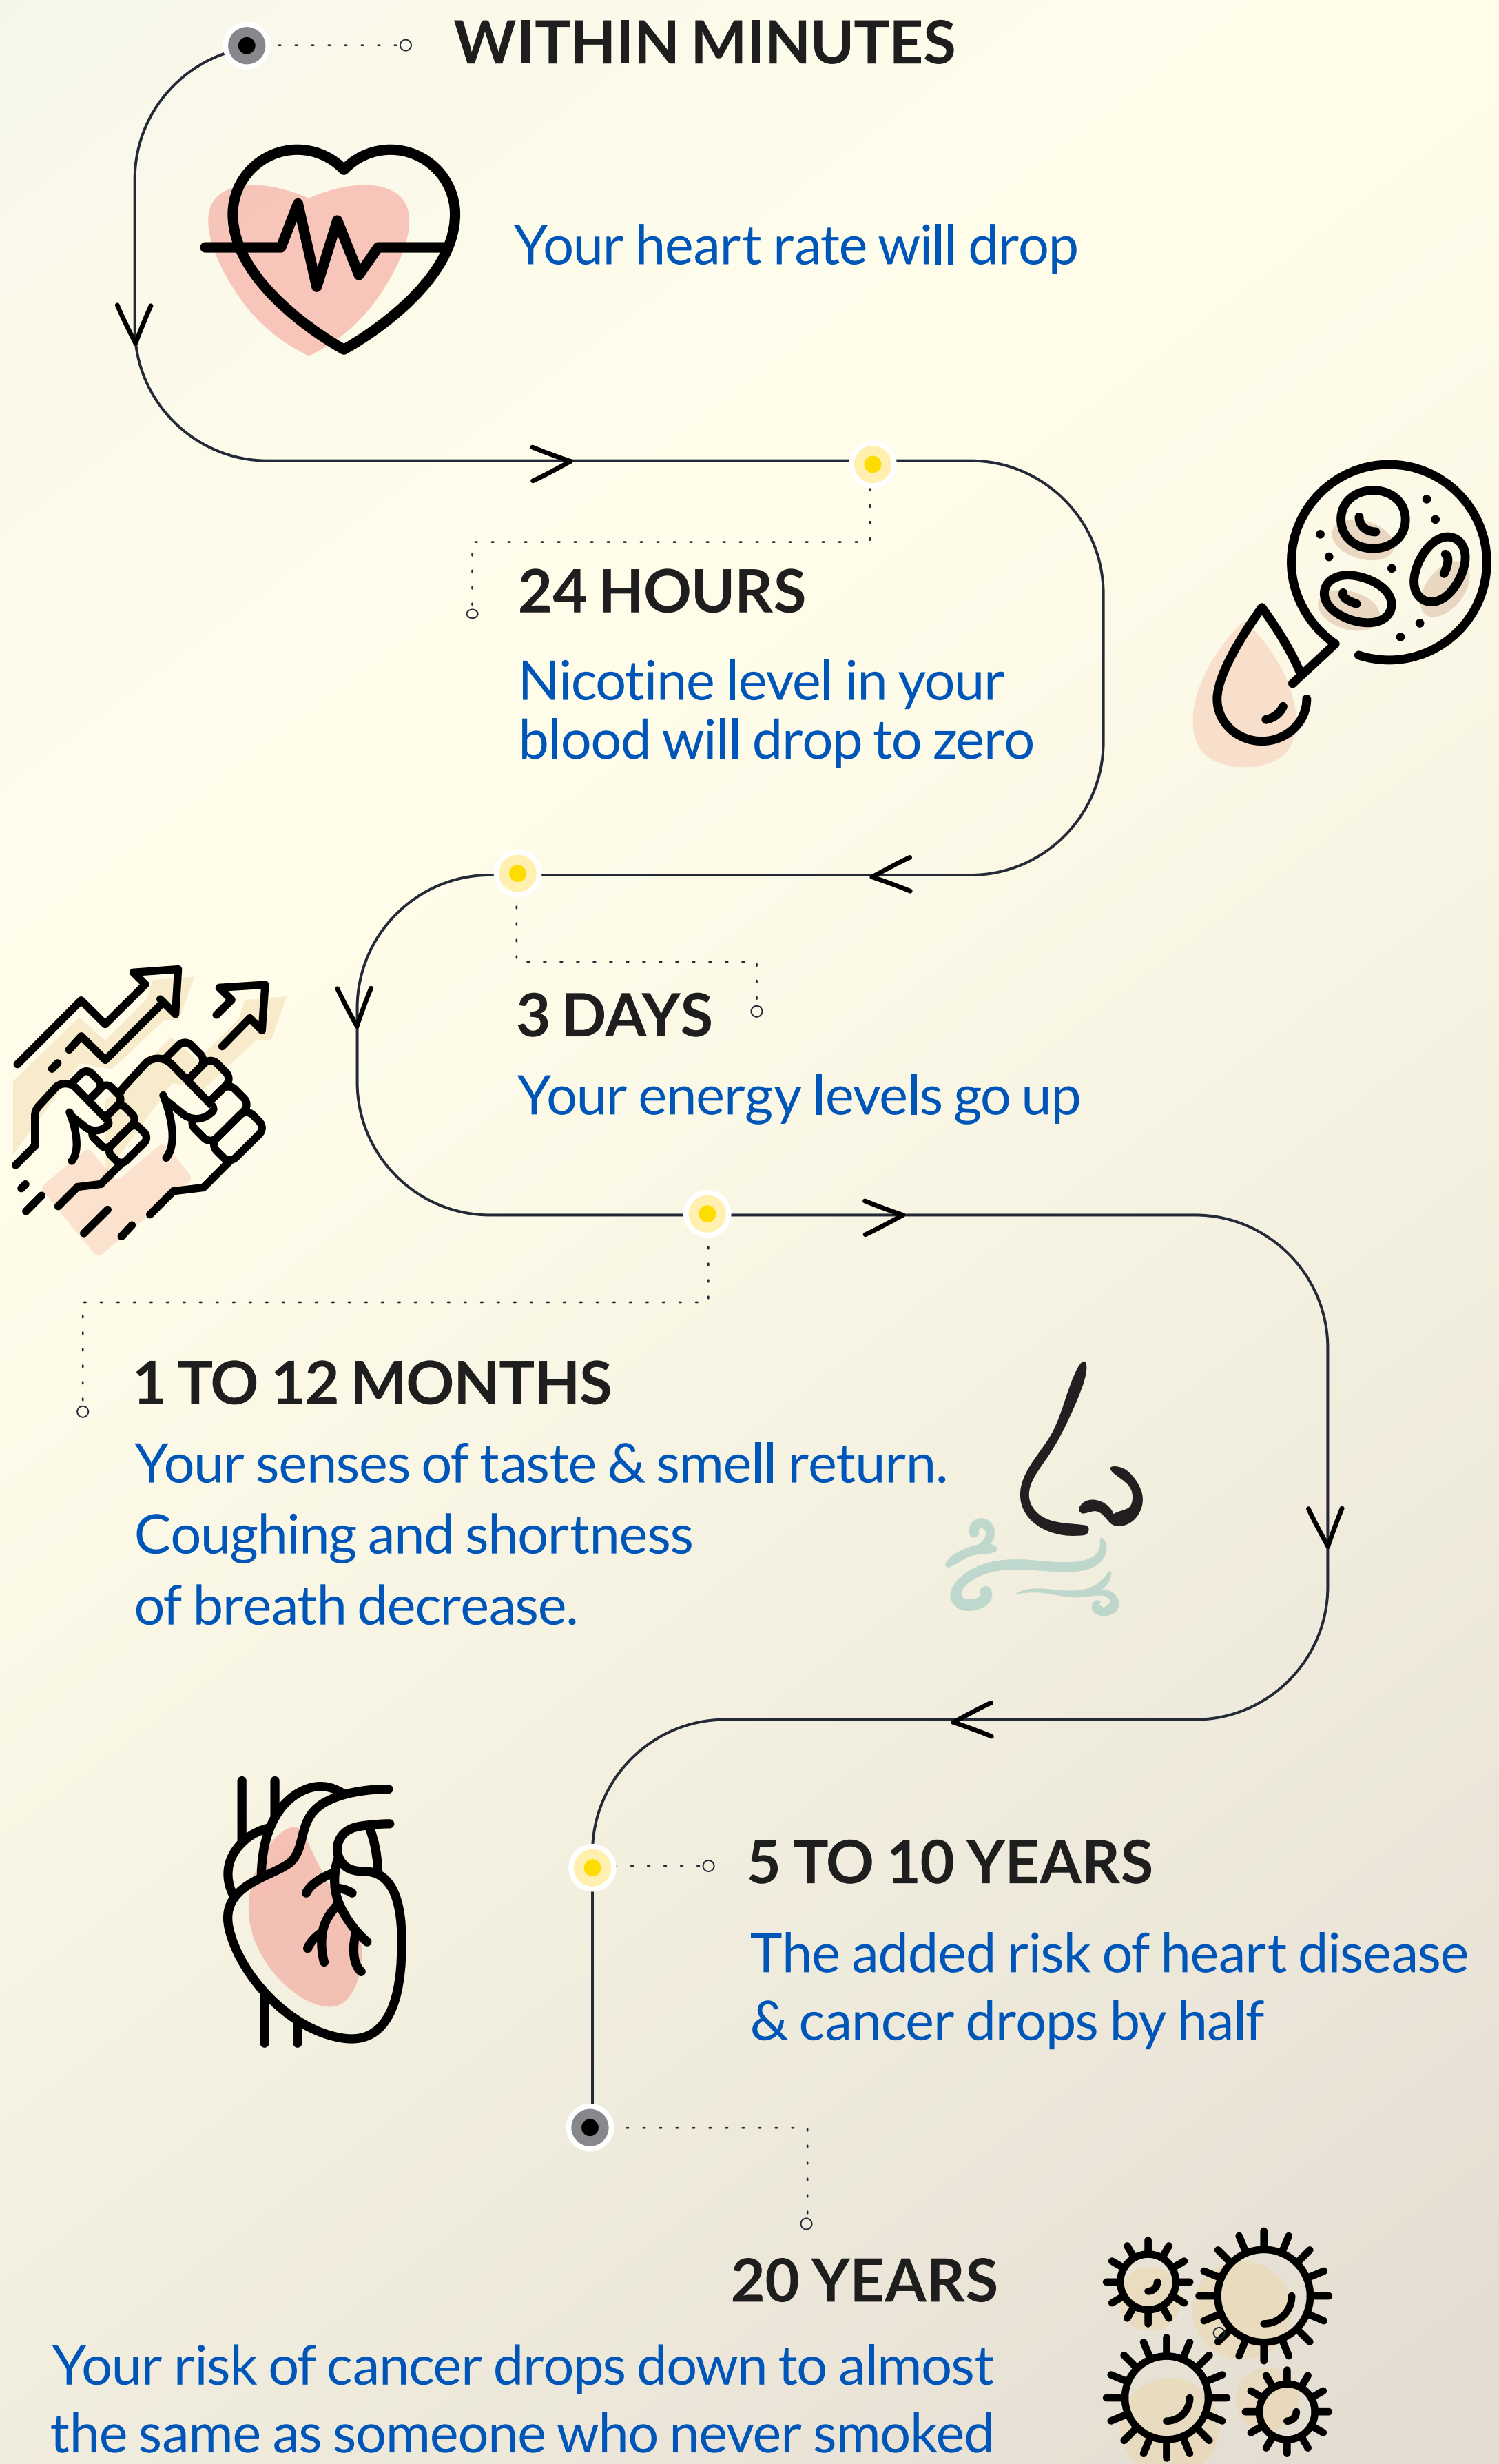 WITHIN MINUTES
Your heart rate will drop
24 HOURS
Nicotine level in your
blood will drop to zero
3 DAYS
Your energy levels go up
1 TO 12 MONTHS
Your senses of taste & smell return.
Coughing and shortness
of breath decrease.
5 TO 10 YEARS
The added risk of heart disease
& cancer drops by half
20 YEARS
Your risk of cancer drops down to almost
the same as someone who never smoked